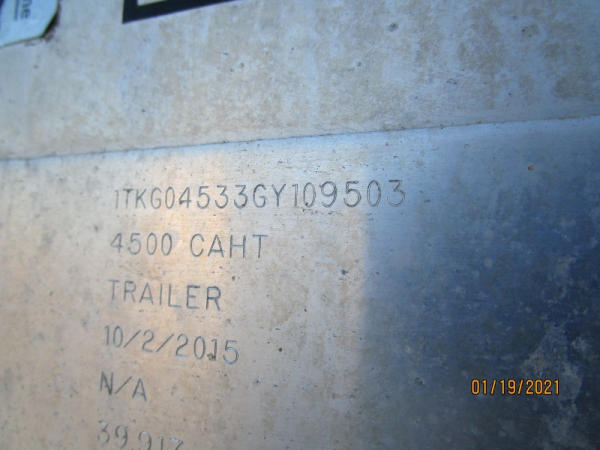 1TKG04533GY109503
4500 CAHT
TRAILER
10/2/2015
N/A
01/19/2021